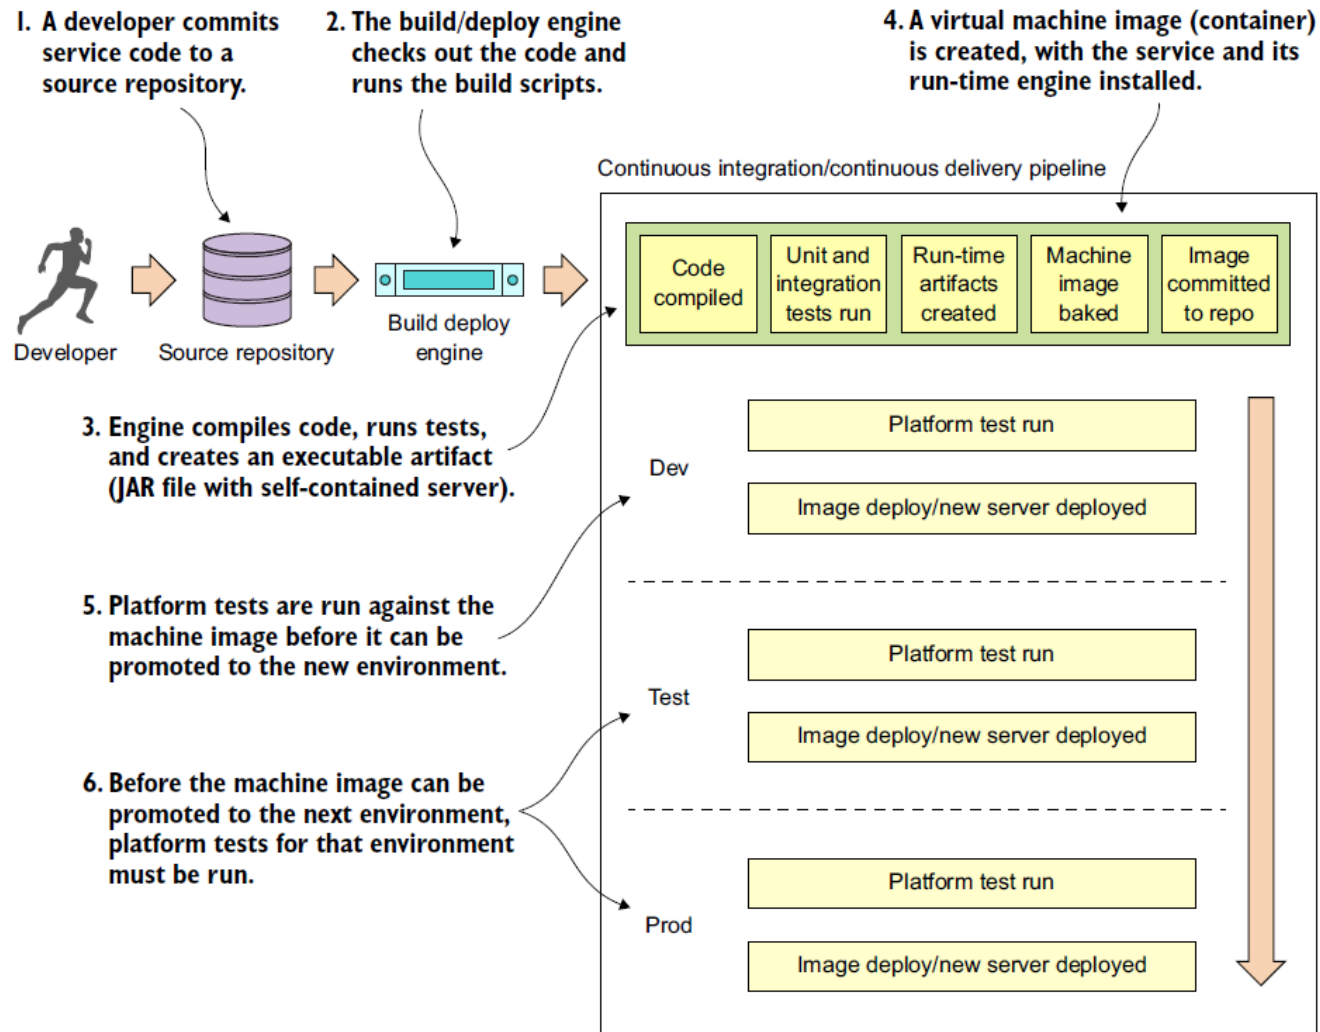 1. A developer commits
service code to a
source repository.
2. The build/deploy engine
checks out the code and
runs the build scripts.
4. A virtual machine image (container)
is created, with the service and its
run-time engine installed.
Continuous integration/continuous delivery pipeline
Code
compiled
Unit and
integration
tests run
Run-time
artifacts
created
Machine
image
baked
Image
committed
to repo
Developer
Source repository
Build deploy
engine
3. Engine compiles code, runs tests,
and creates an executable artifact
(JAR file with self-contained server).
Dev
Platform test run
Image deploy/new server deployed
5. Platform tests are run against the
machine image before it can be
promoted to the new environment.
Test
Platform test run
Image deploy/new server deployed
6. Before the machine image can be
promoted to the next environment,
platform tests for that environment
must be run.
Prod
Platform test run
Image deploy/new server deployed